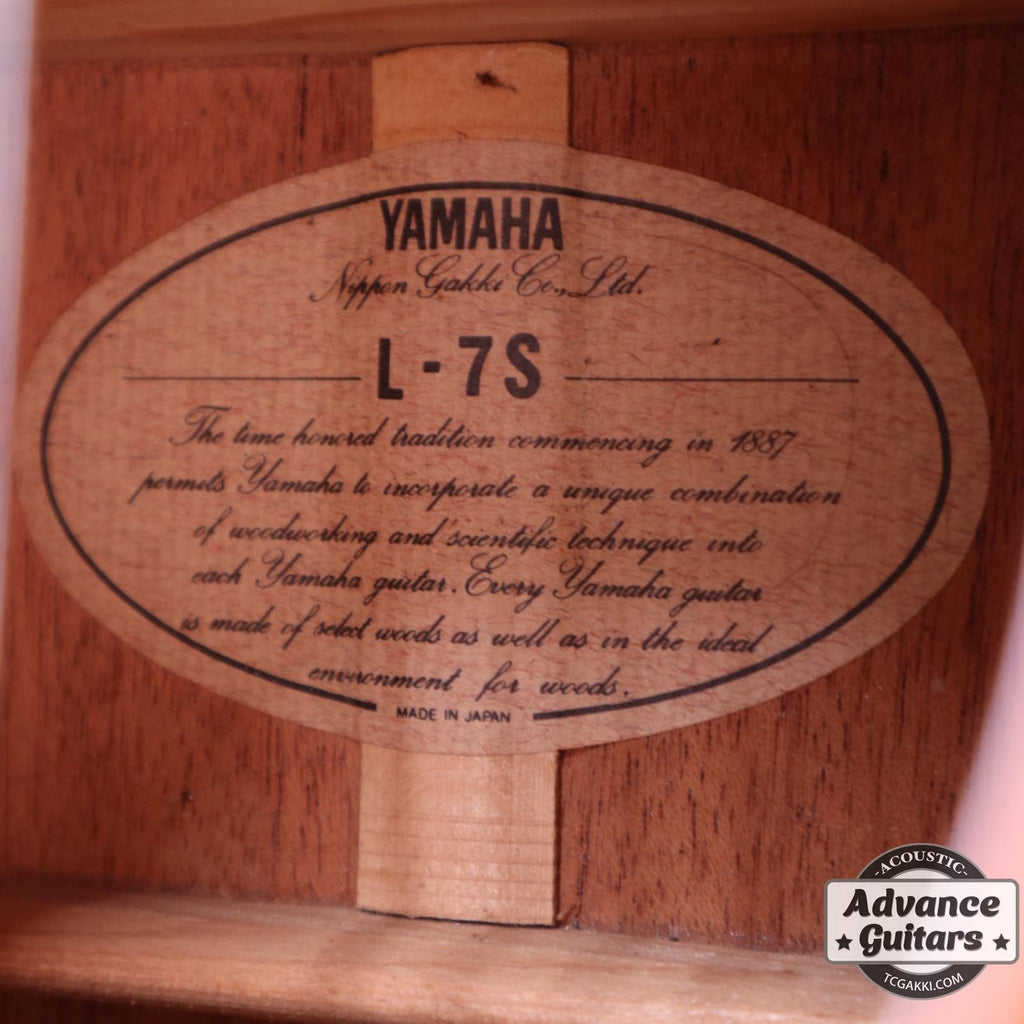 YAMAHA
Nippon Gakki Co., Ltd.
L-7S
The time honored tradition commencing in 1887
permits Yamaha to incorporate a unique combination
of woodworking and scientific technique into
each Yamaha guitar. Every Yamaha guitar
is made of select woods as well as in the ideal
environment for woods.
MADE IN JAPAN
-ACOUSTIC-
Advance
Guitars
TCGAKKI.COM